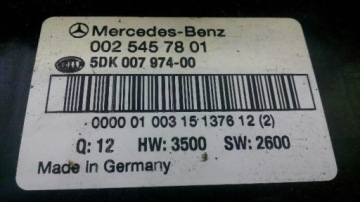 Mercedes-Benz
002 545 78 01
5DK 007 974-00
0000 01 003 15 1376 12 (2)
Q: 12 HW: 3500 SW: 2600
Made in Germany